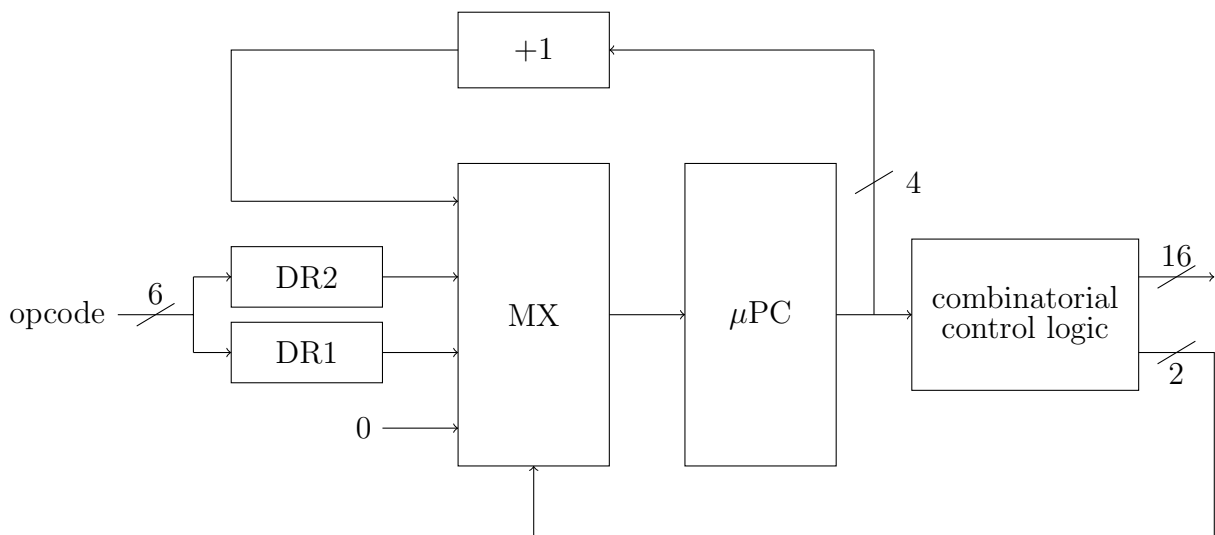 +1
4
DR2
opcode
6
DR1
MX
μPC
combinatorial
control logic
16
2
0